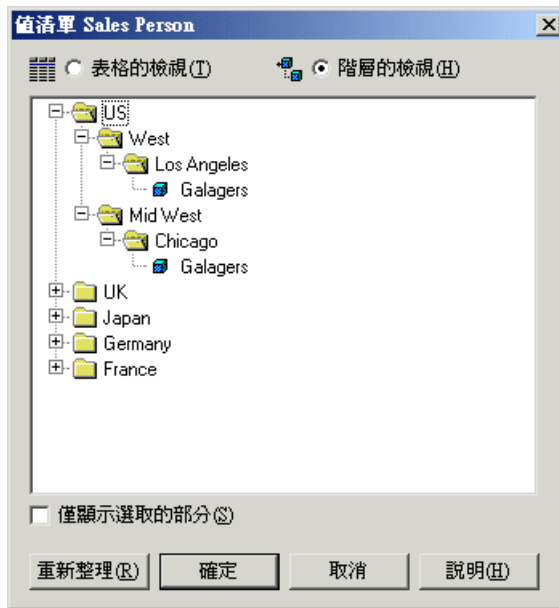 值清單 Sales Person
表格的檢視(T) 階層的檢視(H)
US
West
Los Angeles
Galagers
Mid West
Chicago
Galagers
UK
Japan
Germany
France
僅顯示選取的部分(S)
重新整理(R) 確定 取消 說明(H)